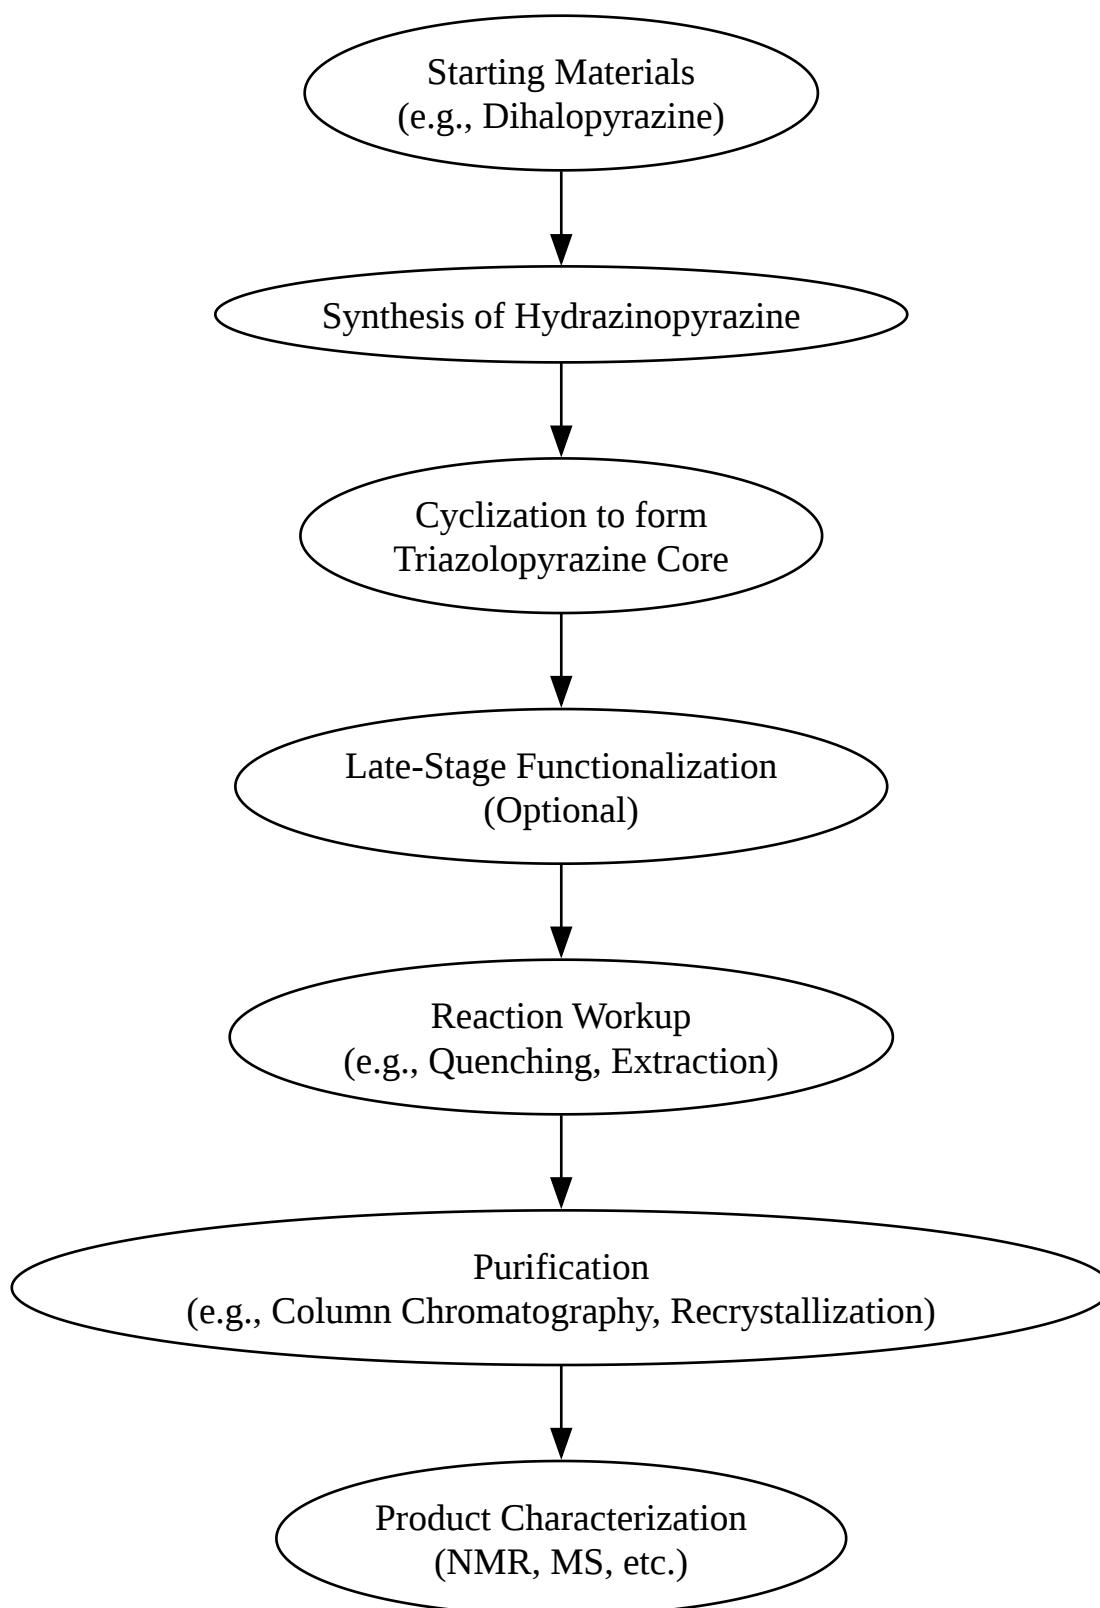 Starting Materials
(e.g., Dihalopyrazine)
Synthesis of Hydrazinopyrazine
Cyclization to form
Triazolopyrazine Core
Late-Stage Functionalization
(Optional)
Reaction Workup
(e.g., Quenching, Extraction)
Purification
(e.g., Column Chromatography, Recrystallization)
Product Characterization
(NMR, MS, etc.)